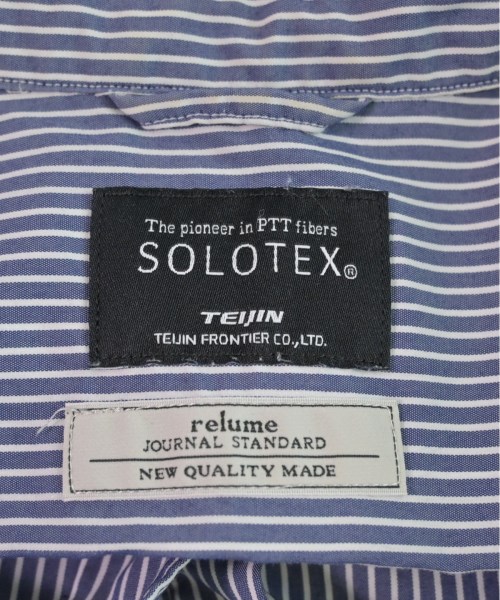 The pioneer in PTT fibers
SOLOTEX®
TEIJIN
TEIJIN FRONTIER CO.,LTD.
relume
JOURNAL STANDARD
NEW QUALITY MADE